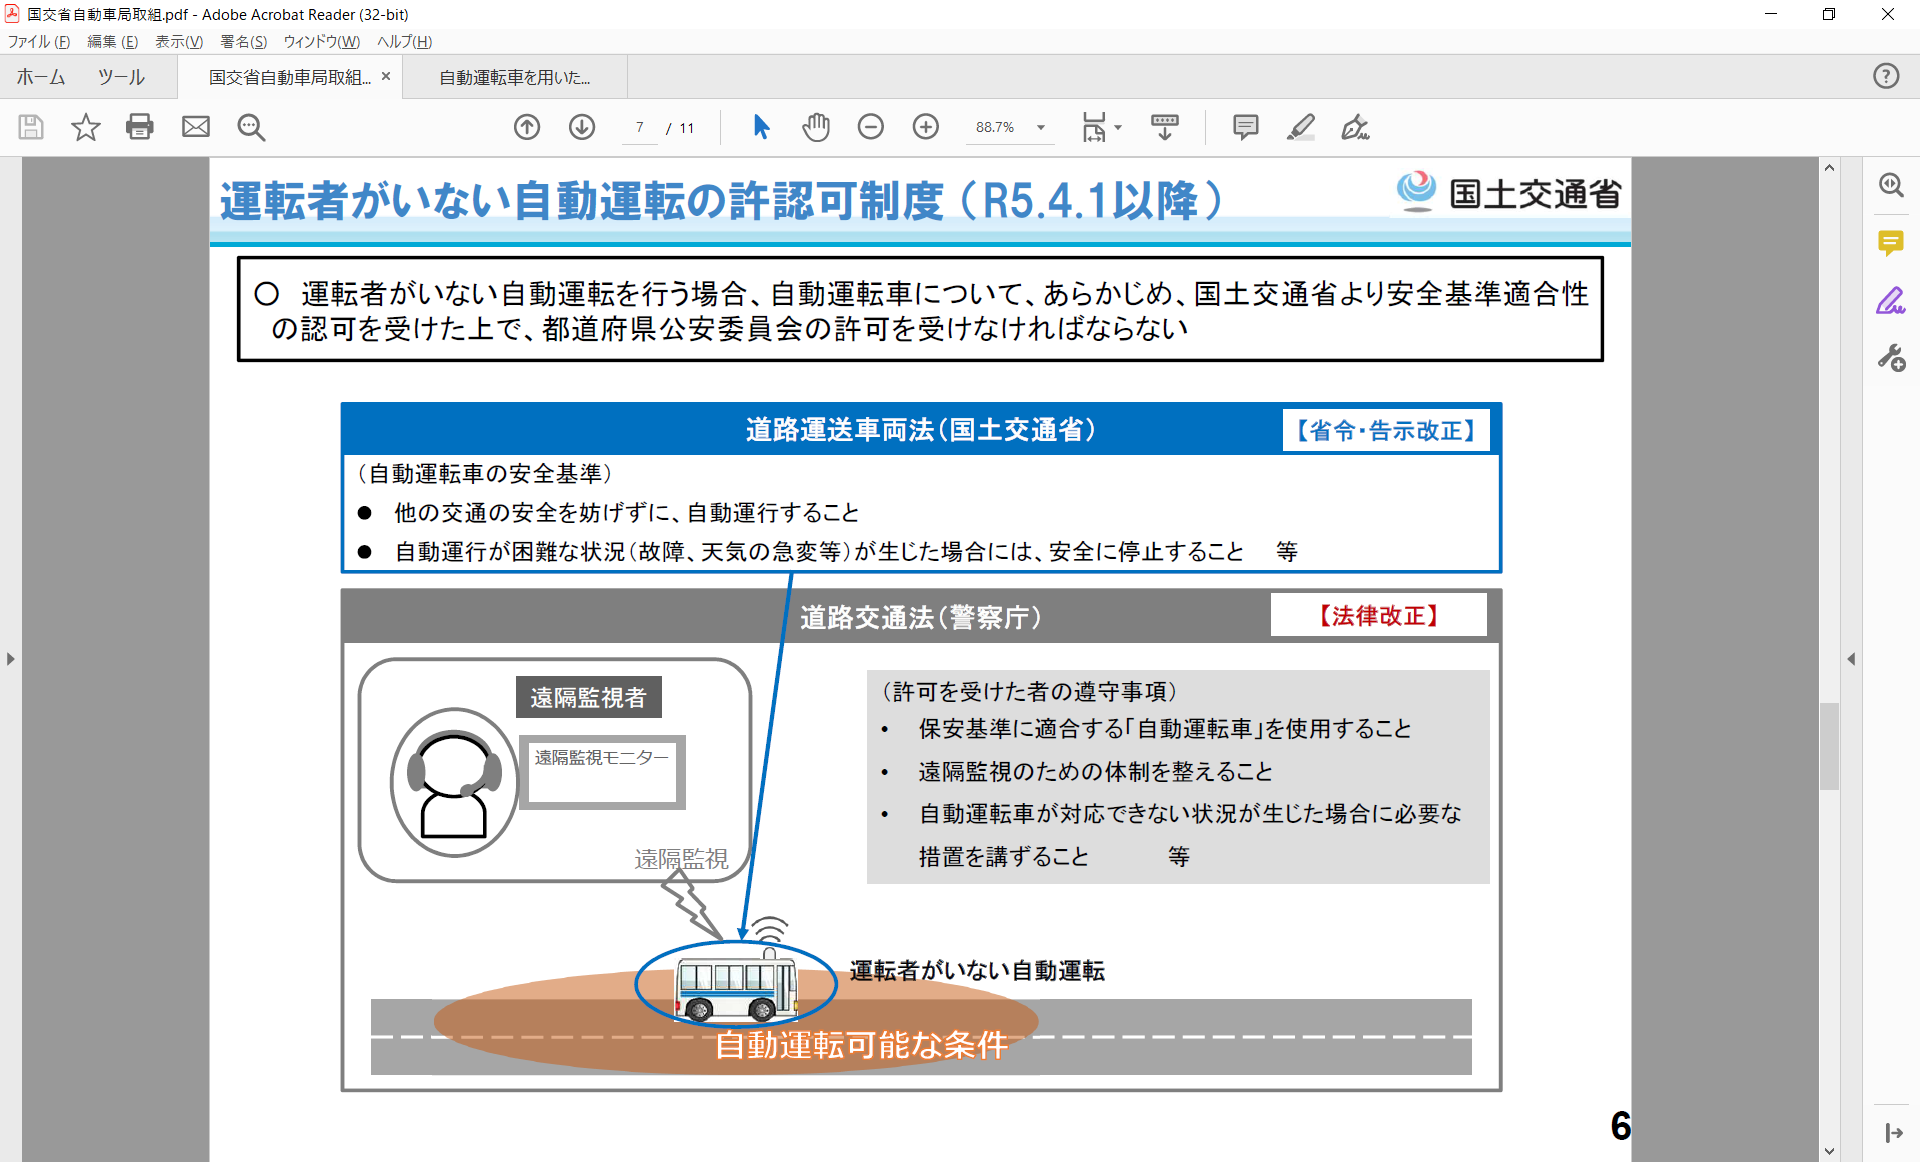 国交省自動車局取組.pdf - Adobe Acrobat Reader (32-bit)
ファイル(F) 編集(E) 表示(V) 署名(S) ウィンドウ(W) ヘルプ(H)
ホーム ツール 国交省自動車局取組... × 自動運転車を用いた...
7 / 11 88.7%
運転者がいない自動運転の許認可制度(R5.4.1以降)
国土交通省
○ 運転者がいない自動運転を行う場合、自動運転車について、あらかじめ、国土交通省より安全基準適合性
の認可を受けた上で、都道府県公安委員会の許可を受けなければならない
道路運送車両法(国土交通省)
【省令・告示改正】
(自動運転車の安全基準)
● 他の交通の安全を妨げずに、自動運行すること
● 自動運行が困難な状況(故障、天気の急変等)が生じた場合には、安全に停止すること 等
道路交通法(警察庁)
【法律改正】
遠隔監視者
遠隔監視モニター
遠隔監視
(許可を受けた者の遵守事項)
• 保安基準に適合する「自動運転車」を使用すること
• 遠隔監視のための体制を整えること
• 自動運転車が対応できない状況が生じた場合に必要な
措置を講ずること 等
運転者がいない自動運転
自動運転可能な条件
6